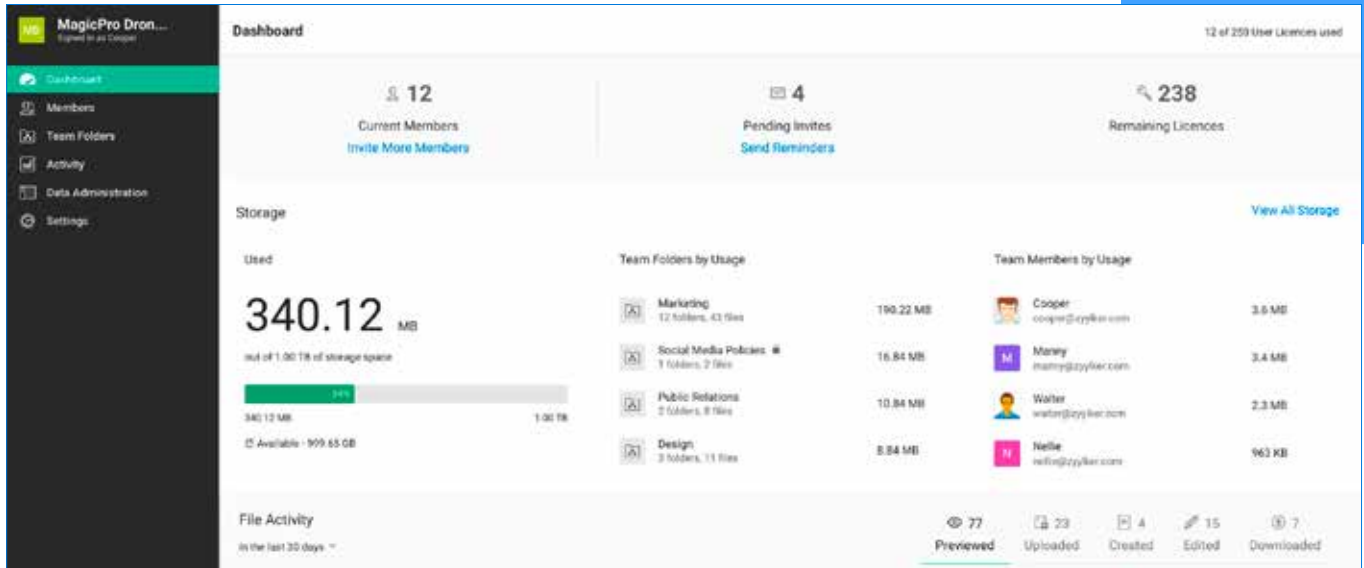 MagicPro Dron...
Signed in as Cooper
Dashboard
12 of 250 User Licences used
Dashboard
Members
Team Folders
Activity
Data Administration
Settings
12
Current Members
Invite More Members
4
Pending Invites
Send Reminders
238
Remaining Licences
Storage
View All Storage
Used
340.12 MB
out of 1.00 TB of storage space
34%
340.12 MB
1.00 TB
Available - 999.65 GB
Team Folders by Usage
Marketing
12 folders, 43 files
190.22 MB
Social Media Policies
1 folders, 2 files
16.84 MB
Public Relations
2 folders, 8 files
10.84 MB
Design
3 folders, 11 files
8.84 MB
Team Members by Usage
Cooper
cooper@zyylker.com
3.6 MB
M
Manny
manny@zyylker.com
3.4 MB
Walter
walter@zyylker.com
2.3 MB
N
Nellie
nellie@zyylker.com
963 KB
File Activity
in the last 30 days
77
Previewed
23
Uploaded
4
Created
15
Edited
7
Downloaded